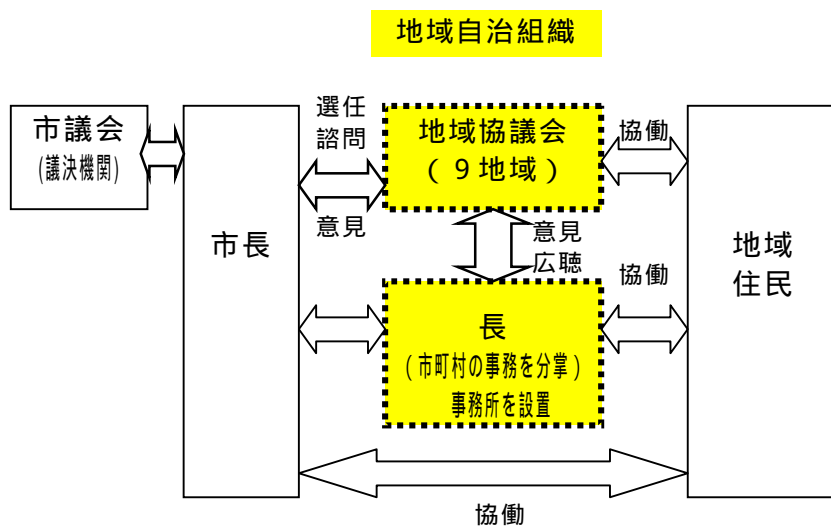 地域自治組織
市議会
(議決機関)
市長
選任
諮問
意見
地域協議会
(9地域)
協働
意見
広聴
長
(市町村の事務を分掌)
事務所を設置
協働
地域
住民
協働